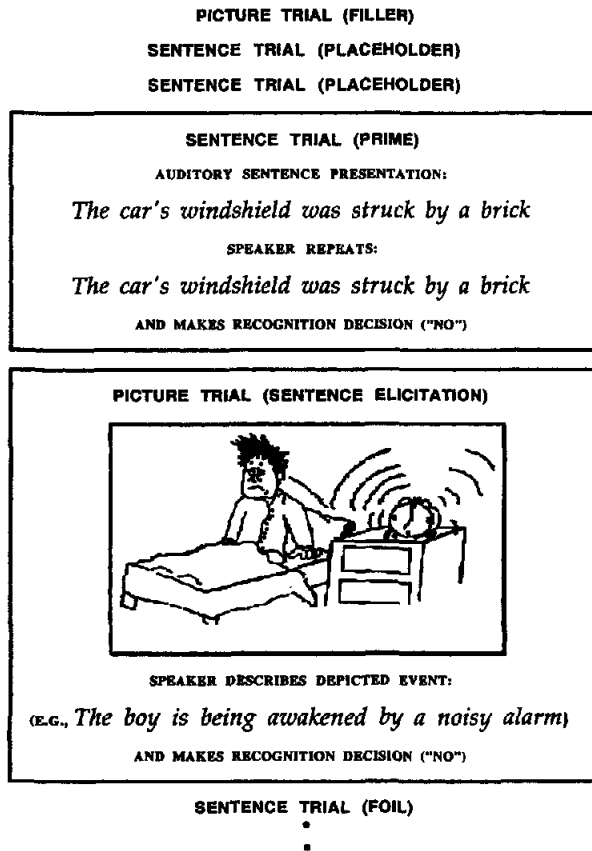 PICTURE TRIAL (FILLER)
SENTENCE TRIAL (PLACEHOLDER)
SENTENCE TRIAL (PLACEHOLDER)
SENTENCE TRIAL (PRIME)
AUDITORY SENTENCE PRESENTATION:
The car's windshield was struck by a brick
SPEAKER REPEATS:
The car's windshield was struck by a brick
AND MAKES RECOGNITION DECISION ("NO")
PICTURE TRIAL (SENTENCE ELICITATION)
SPEAKER DESCRIBES DEPICTED EVENT:
(E.G., The boy is being awakened by a noisy alarm)
AND MAKES RECOGNITION DECISION ("NO")
SENTENCE TRIAL (FOIL)